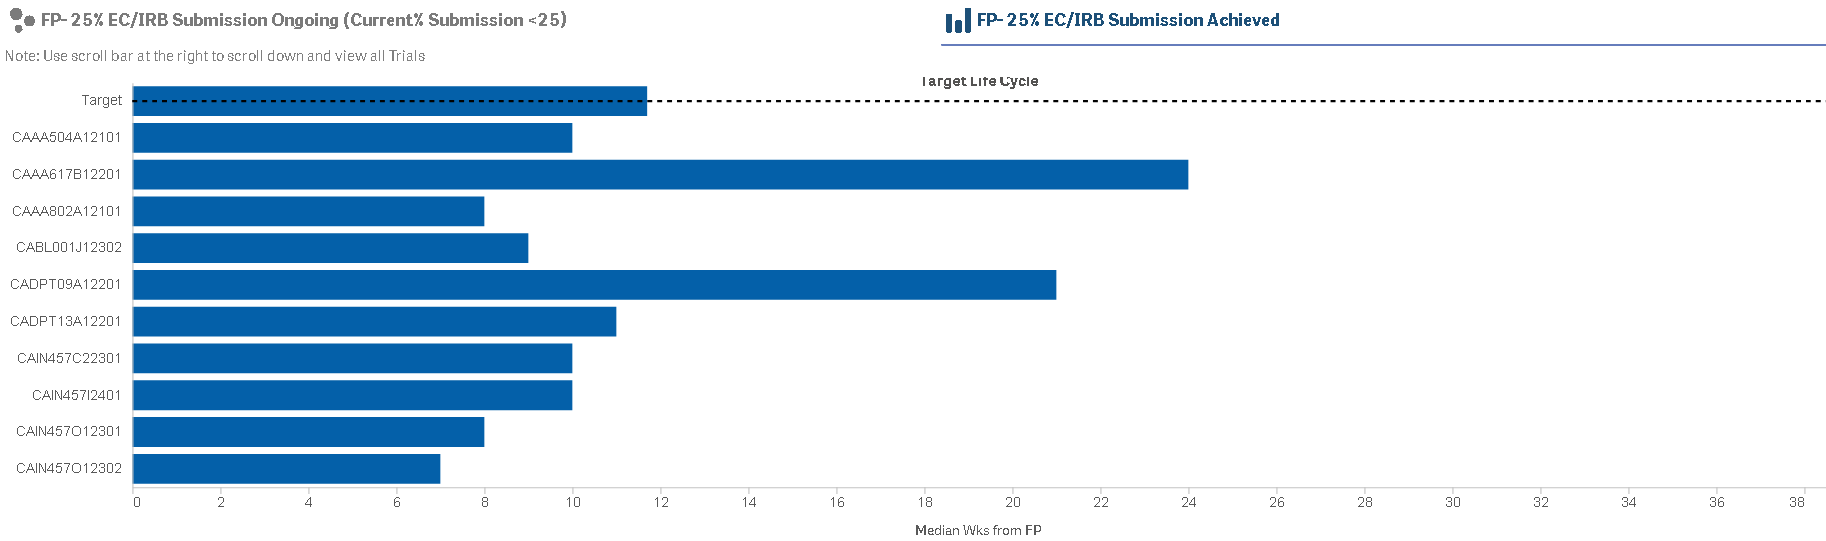 FP- 25% EC/IRB Submission Ongoing (Current% Submission <25)
FP- 25% EC/IRB Submission Achieved
Note: Use scroll bar at the right to scroll down and view all Trials
Target Life Cycle
Target
CAAA504A12101
CAAA617B12201
CAAA802A12101
CABL001J12302
CADPT09A12201
CADPT13A12201
CAIN457C22301
CAIN457I2401
CAIN457O12301
CAIN457O12302
0 2 4 6 8 10 12 14 16 18 20 22 24 26 28 30 32 34 36 38
Median Wks from FP